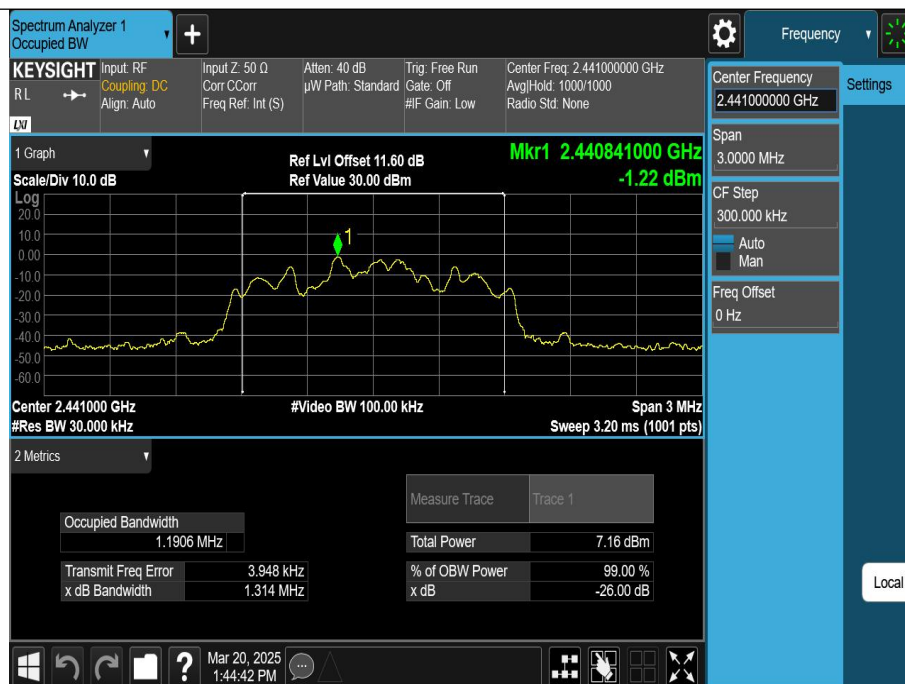 Spectrum Analyzer 1
Occupied BW
Frequency
KEYSIGHT
RL
LXI
Input: RF
Coupling: DC
Align: Auto
Input Z: 50 Ω
Corr CCorr
Freq Ref: Int (S)
Atten: 40 dB
µW Path: Standard
Trig: Free Run
Gate: Off
#IF Gain: Low
Center Freq: 2.441000000 GHz
Avg|Hold: 1000/1000
Radio Std: None
Center Frequency
2.441000000 GHz
Settings
Span
3.0000 MHz
CF Step
300.000 kHz
Auto
Man
Freq Offset
0 Hz
Local
1 Graph
Scale/Div 10.0 dB
Ref Lvl Offset 11.60 dB
Ref Value 30.00 dBm
Mkr1 2.440841000 GHz
-1.22 dBm
Log
20.0
10.0
0.00
-10.0
-20.0
-30.0
-40.0
-50.0
-60.0
1
Center 2.441000 GHz
#Video BW 100.00 kHz
Span 3 MHz
#Res BW 30.000 kHz
Sweep 3.20 ms (1001 pts)
2 Metrics
Measure Trace Trace 1
Occupied Bandwidth
1.1906 MHz
Total Power 7.16 dBm
Transmit Freq Error 3.948 kHz
% of OBW Power 99.00 %
x dB Bandwidth 1.314 MHz
x dB -26.00 dB
?
Mar 20, 2025
1:44:42 PM